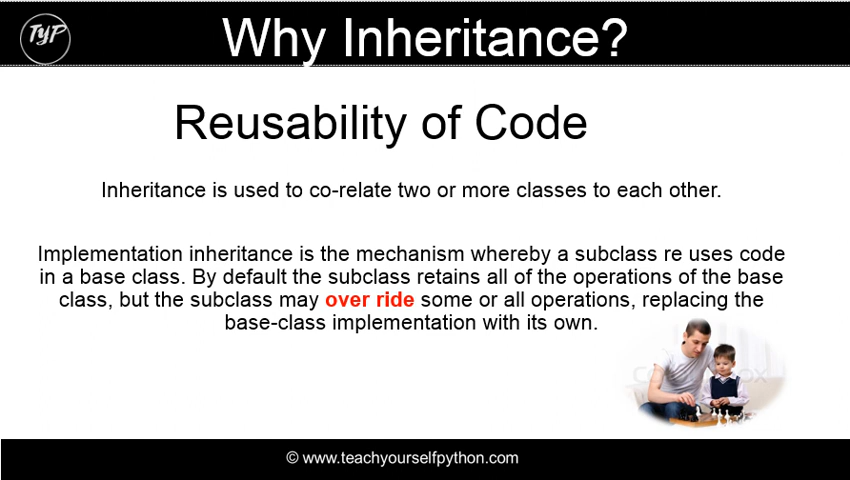 TyP
Why Inheritance?
Reusability of Code
Inheritance is used to co-relate two or more classes to each other.
Implementation inheritance is the mechanism whereby a subclass re uses code
in a base class. By default the subclass retains all of the operations of the base
class, but the subclass may over ride some or all operations, replacing the
base-class implementation with its own.
© www.teachyourselfpython.com